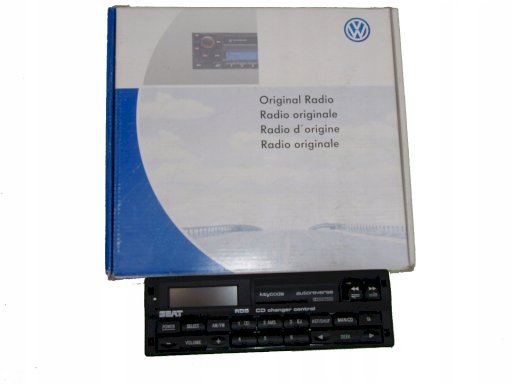 Original Radio
Radio originale
Radio d´origine
Radio originale
keycode autoreverse
SEAT RDS CD changer control
POWER SELECT AM/FM
VOLUME SEEK